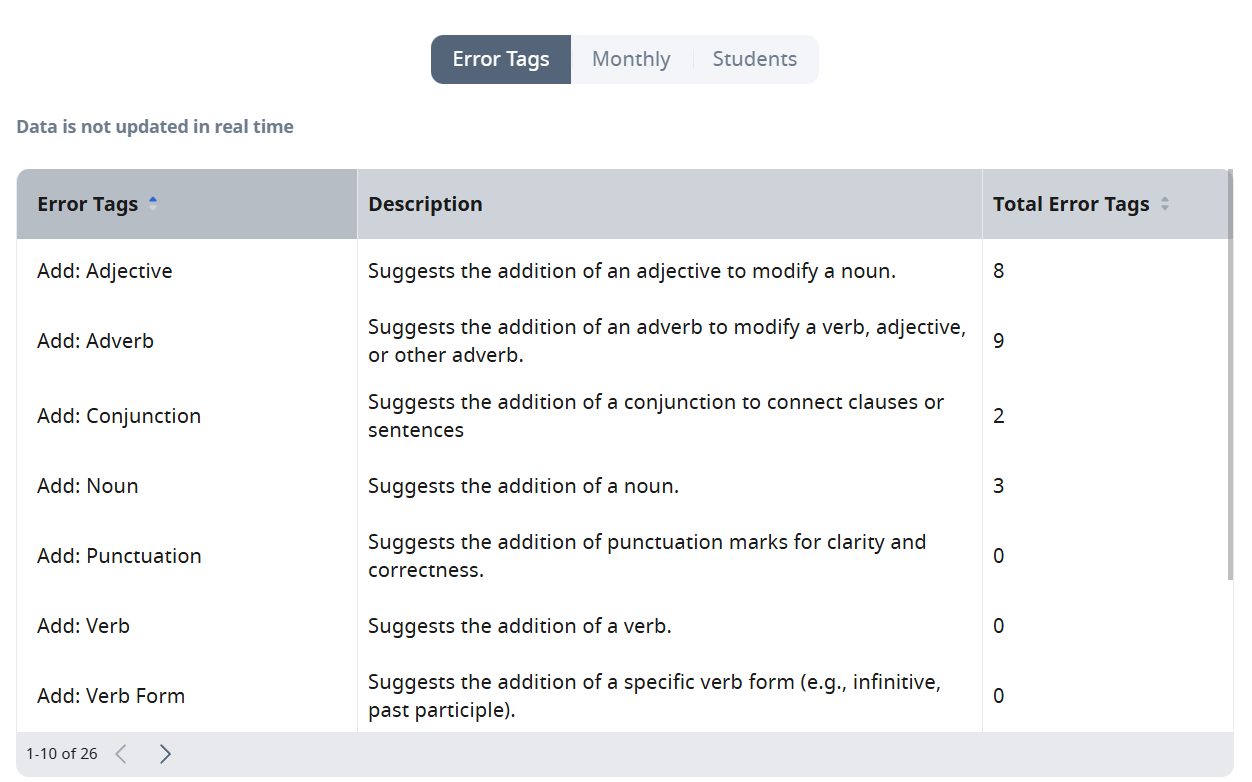 Error Tags Monthly Students
Data is not updated in real time
Error Tags Description Total Error Tags
Add: Adjective Suggests the addition of an adjective to modify a noun. 8
Add: Adverb Suggests the addition of an adverb to modify a verb, adjective,
or other adverb. 9
Add: Conjunction Suggests the addition of a conjunction to connect clauses or
sentences 2
Add: Noun Suggests the addition of a noun. 3
Add: Punctuation Suggests the addition of punctuation marks for clarity and
correctness. 0
Add: Verb Suggests the addition of a verb. 0
Add: Verb Form Suggests the addition of a specific verb form (e.g., infinitive,
past participle). 0
1-10 of 26